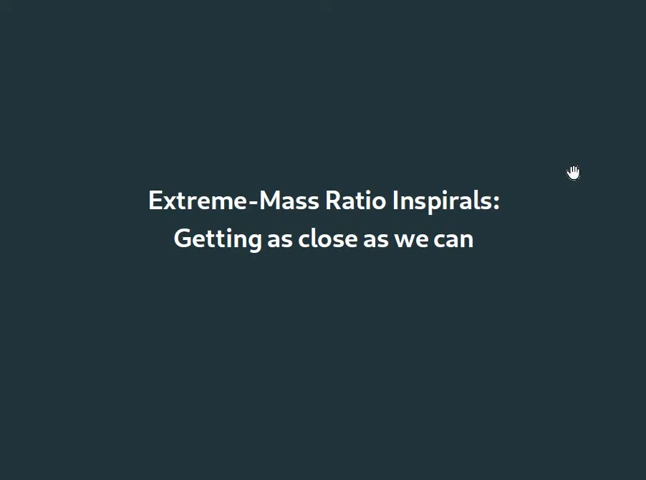 Extreme-Mass Ratio Inspirals:
Getting as close as we can